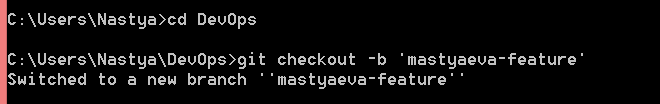 C:\Users\Nastya>cd DevOps
C:\Users\Nastya\DevOps>git checkout -b 'mastyaeva-feature'
Switched to a new branch ''mastyaeva-feature''